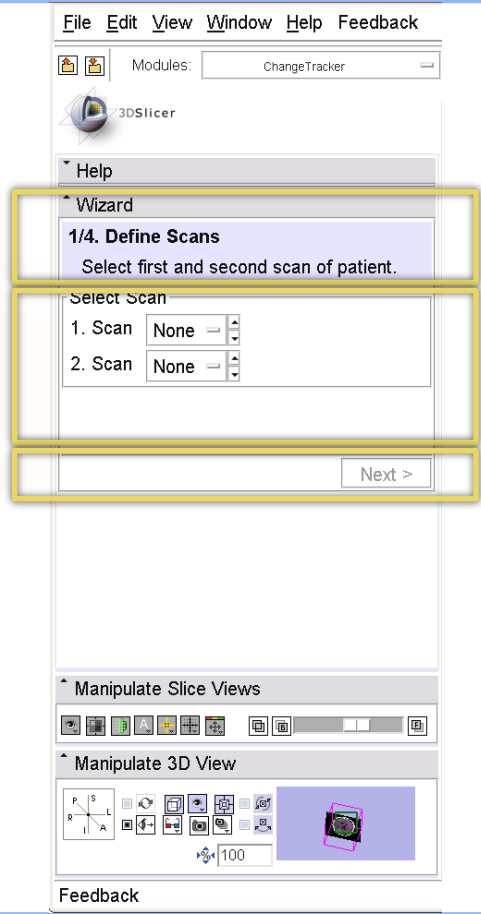 File Edit View Window Help Feedback
Modules: ChangeTracker
3DSlicer
Help
Wizard
1/4. Define Scans
Select first and second scan of patient.
Select Scan
1. Scan None
2. Scan None
Next >
Manipulate Slice Views
A B F
Manipulate 3D View
P S
R L
I A
% 100
Feedback